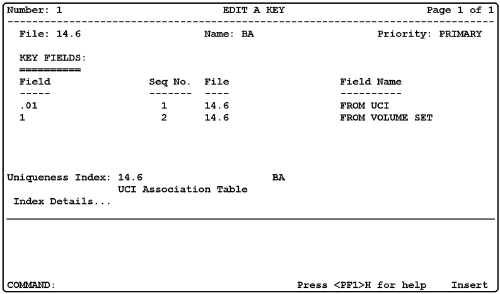 Number: 1 EDIT A KEY Page 1 of 1
--------------------------------------------------------------------------------
File: 14.6 Name: BA Priority: PRIMARY
KEY FIELDS:
==========
Field Seq No. File Field Name
----- ------- ---- ----------
.01 1 14.6 FROM UCI
1 2 14.6 FROM VOLUME SET
Uniqueness Index: 14.6 BA
UCI Association Table
Index Details...
COMMAND: Press <PF1>H for help Insert